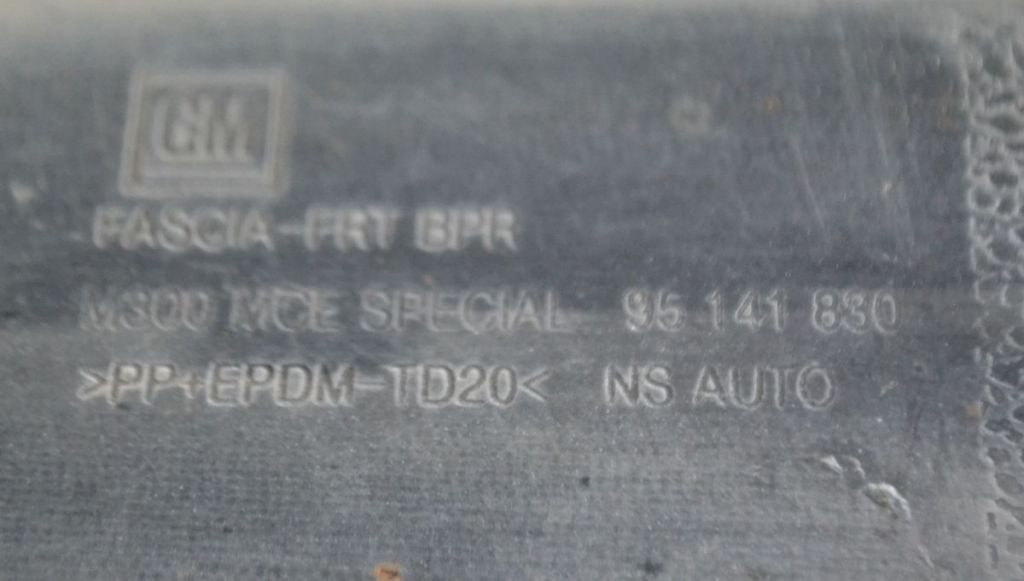 GM
FASCIA-FRT BPR
M300 MCE SPECIAL 95 141 830
>PP+EPDM-TD20< NS AUTO